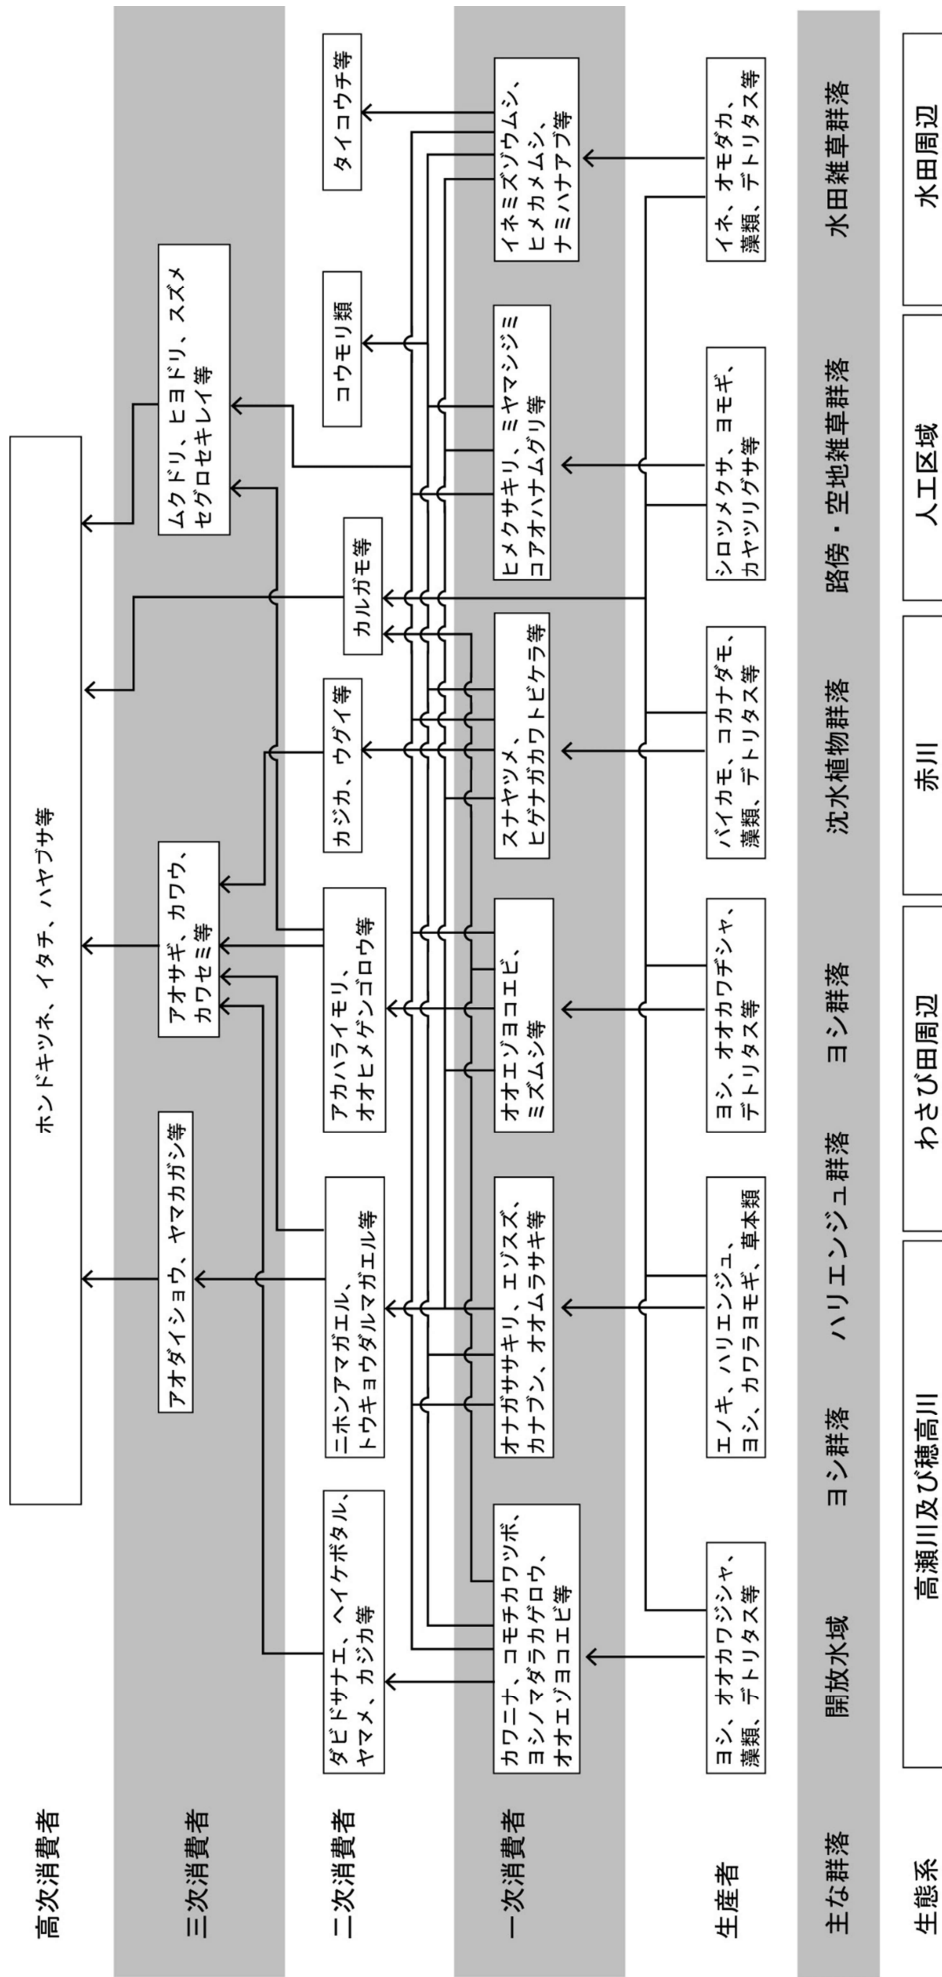 高次消費者
ホンドキツネ、イタチ、ハヤブサ等
三次消費者
アオダイショウ、ヤマカガシ等
アオサギ、カワウ、
カワセミ等
ムクドリ、ヒヨドリ、スズメ
セグロセキレイ等
二次消費者
ダビドサナエ、ヘイケボタル、
ヤマメ、カジカ等
ニホンアマガエル、
トウキョウダルマガエル等
アカハライモリ、
オオヒメゲンゴロウ等
カジカ、ウグイ等
カルガモ等
コウモリ類
タイコウチ等
一次消費者
カワニナ、コモチカワツボ、
ヨシノマダラカゲロウ、
オオエゾヨコエビ等
オナガササキリ、エゾスズ、
カナブン、オオムラサキ等
オオエゾヨコエビ、
ミズムシ等
スナヤツメ、
ヒゲナガカワトビケラ等
ヒメクサキリ、ミヤマシジミ
コアオハナムグリ等
イネミズゾウムシ、
ヒメカメムシ、
ナミハナアブ等
生産者
ヨシ、オオカワジシャ、
藻類、デトリタス等
エノキ、ハリエンジュ、
ヨシ、カワラヨモギ、草本類
ヨシ、オオカワヂシャ、
デトリタス等
バイカモ、コカナダモ、
藻類、デトリタス等
シロツメクサ、ヨモギ、
カヤツリグサ等
イネ、オモダカ、
藻類、デトリタス等
主な群落
開放水域
ヨシ群落
ハリエンジュ群落
ヨシ群落
沈水植物群落
路傍・空地雑草群落
水田雑草群落
生態系
高瀬川及び穂高川
わさび田周辺
赤川
人工区域
水田周辺